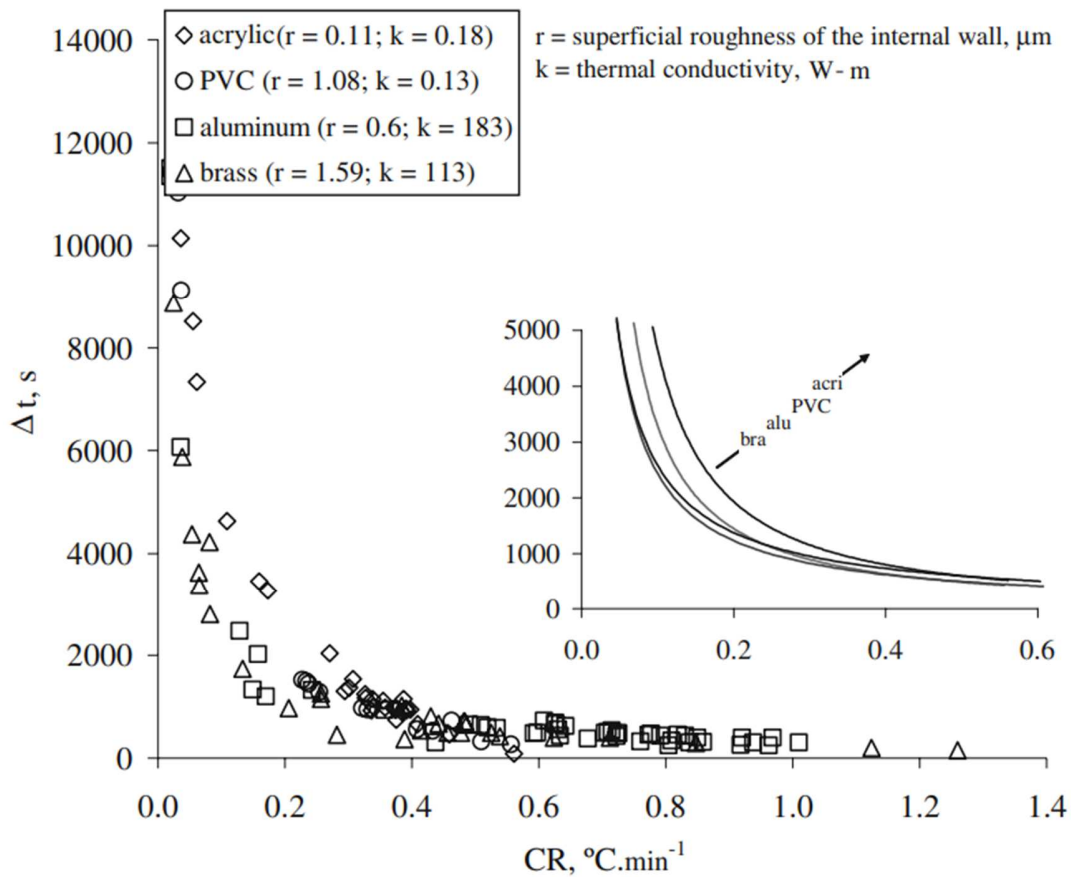 acrylic(r = 0.11; k = 0.18)
PVC (r = 1.08; k = 0.13)
aluminum (r = 0.6; k = 183)
brass (r = 1.59; k = 113)
r = superficial roughness of the internal wall, μm
k = thermal conductivity, W- m
14000
12000
10000
8000
6000
4000
2000
0
Δt, s
0.0 0.2 0.4 0.6 0.8 1.0 1.2 1.4
CR, ºC.min-1
5000
4000
3000
2000
1000
0
0.0 0.2 0.4 0.6
bra alu PVC acri